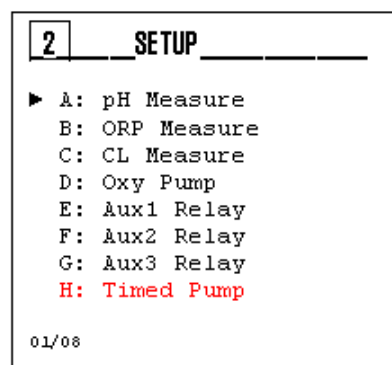 2 SETUP
► A: pH Measure
B: ORP Measure
C: CL Measure
D: Oxy Pump
E: Aux1 Relay
F: Aux2 Relay
G: Aux3 Relay
H: Timed Pump
01/08